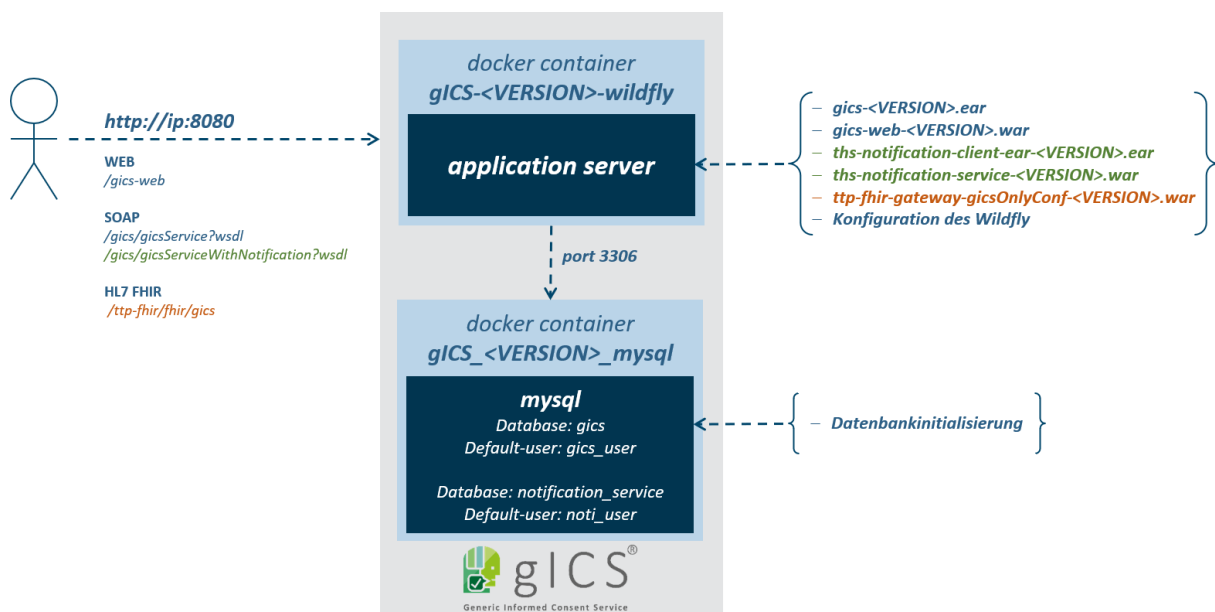 http://ip:8080
WEB
/gics-web
SOAP
/gics/gicsService?wsdl
/gics/gicsServiceWithNotification?wsdl
HL7 FHIR
/ttp-fhir/fhir/gics
docker container
gICS-<VERSION>-wildfly
application server
port 3306
docker container
gICS_<VERSION>_mysql
mysql
Database: gics
Default-user: gics_user
Database: notification_service
Default-user: noti_user
gICS®
Generic Informed Consent Service
– gics-<VERSION>.ear
– gics-web-<VERSION>.war
– ths-notification-client-ear-<VERSION>.ear
– ths-notification-service-<VERSION>.war
– ttp-fhir-gateway-gicsOnlyConf-<VERSION>.war
– Konfiguration des Wildfly
– Datenbankinitialisierung